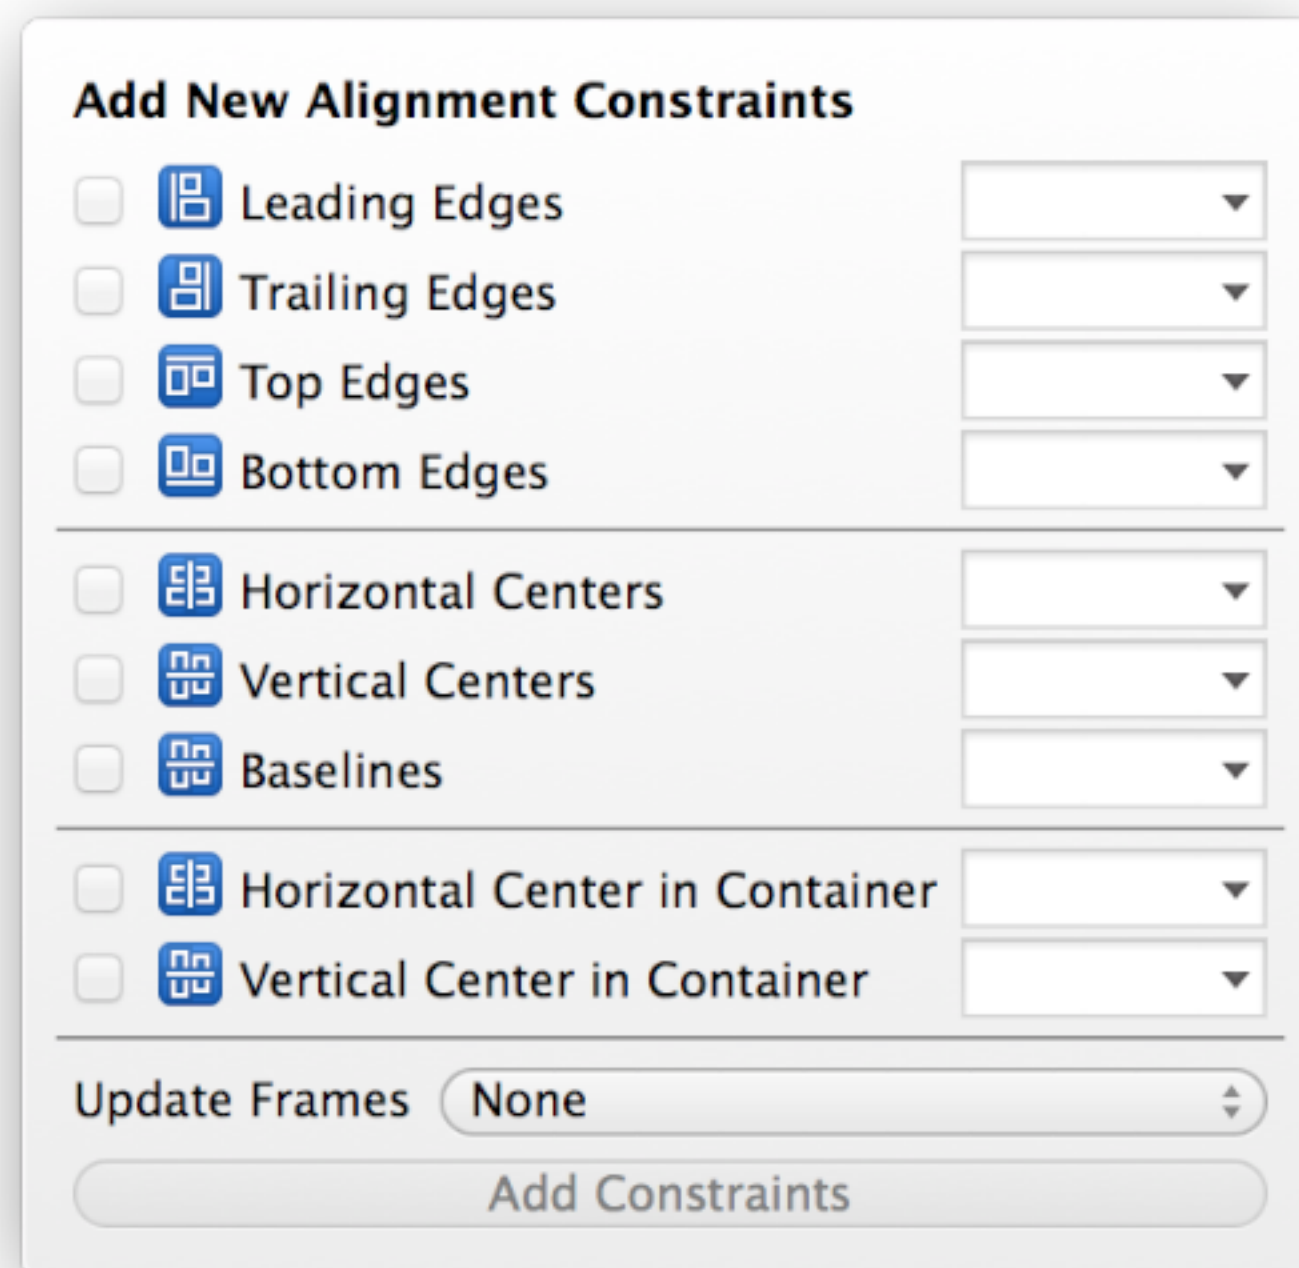 Add New Alignment Constraints
Leading Edges
Trailing Edges
Top Edges
Bottom Edges
Horizontal Centers
Vertical Centers
Baselines
Horizontal Center in Container
Vertical Center in Container
Update Frames None
Add Constraints